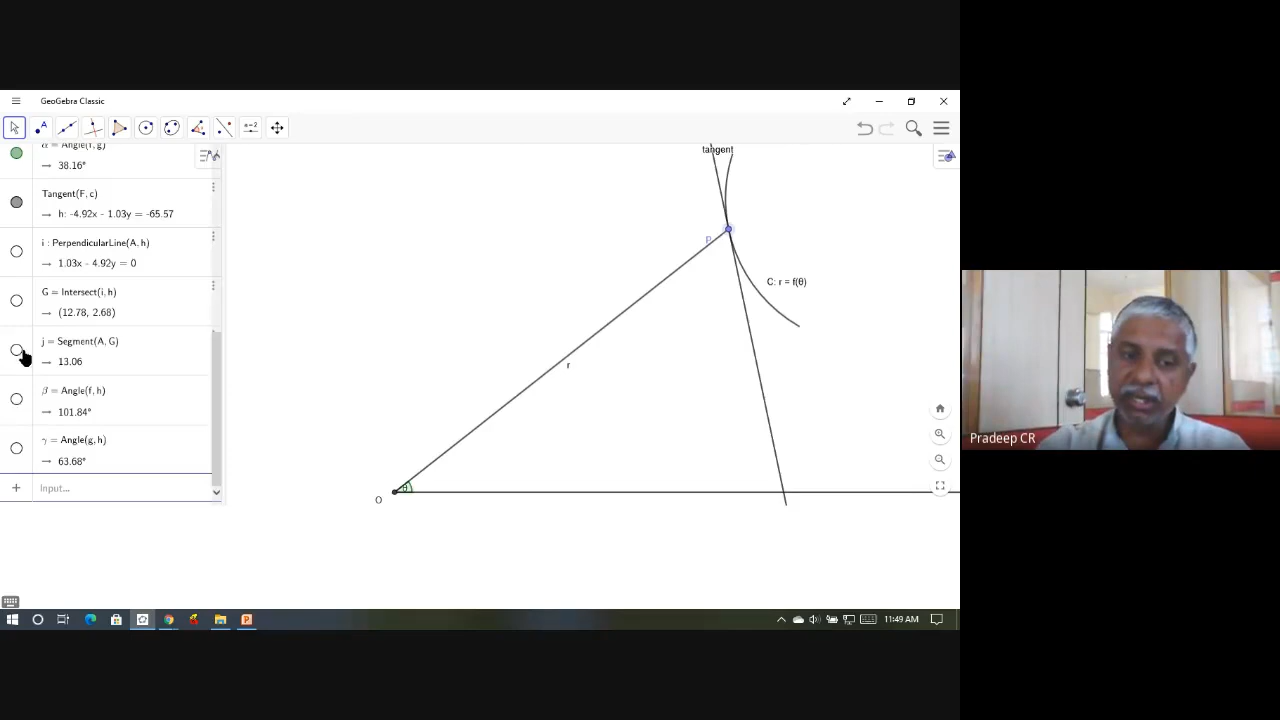 GeoGebra Classic
α = Angle(f, g)
→ 38.16°
Tangent(F, c)
→ h: -4.92x - 1.03y = -65.57
i : PerpendicularLine(A, h)
→ 1.03x - 4.92y = 0
G = Intersect(i, h)
→ (12.78, 2.68)
j = Segment(A, G)
→ 13.06
β = Angle(f, h)
→ 101.84°
γ = Angle(g, h)
→ 63.68°
Input...
tangent
P
C: r = f(θ)
r
θ
O
Pradeep CR
11:49 AM